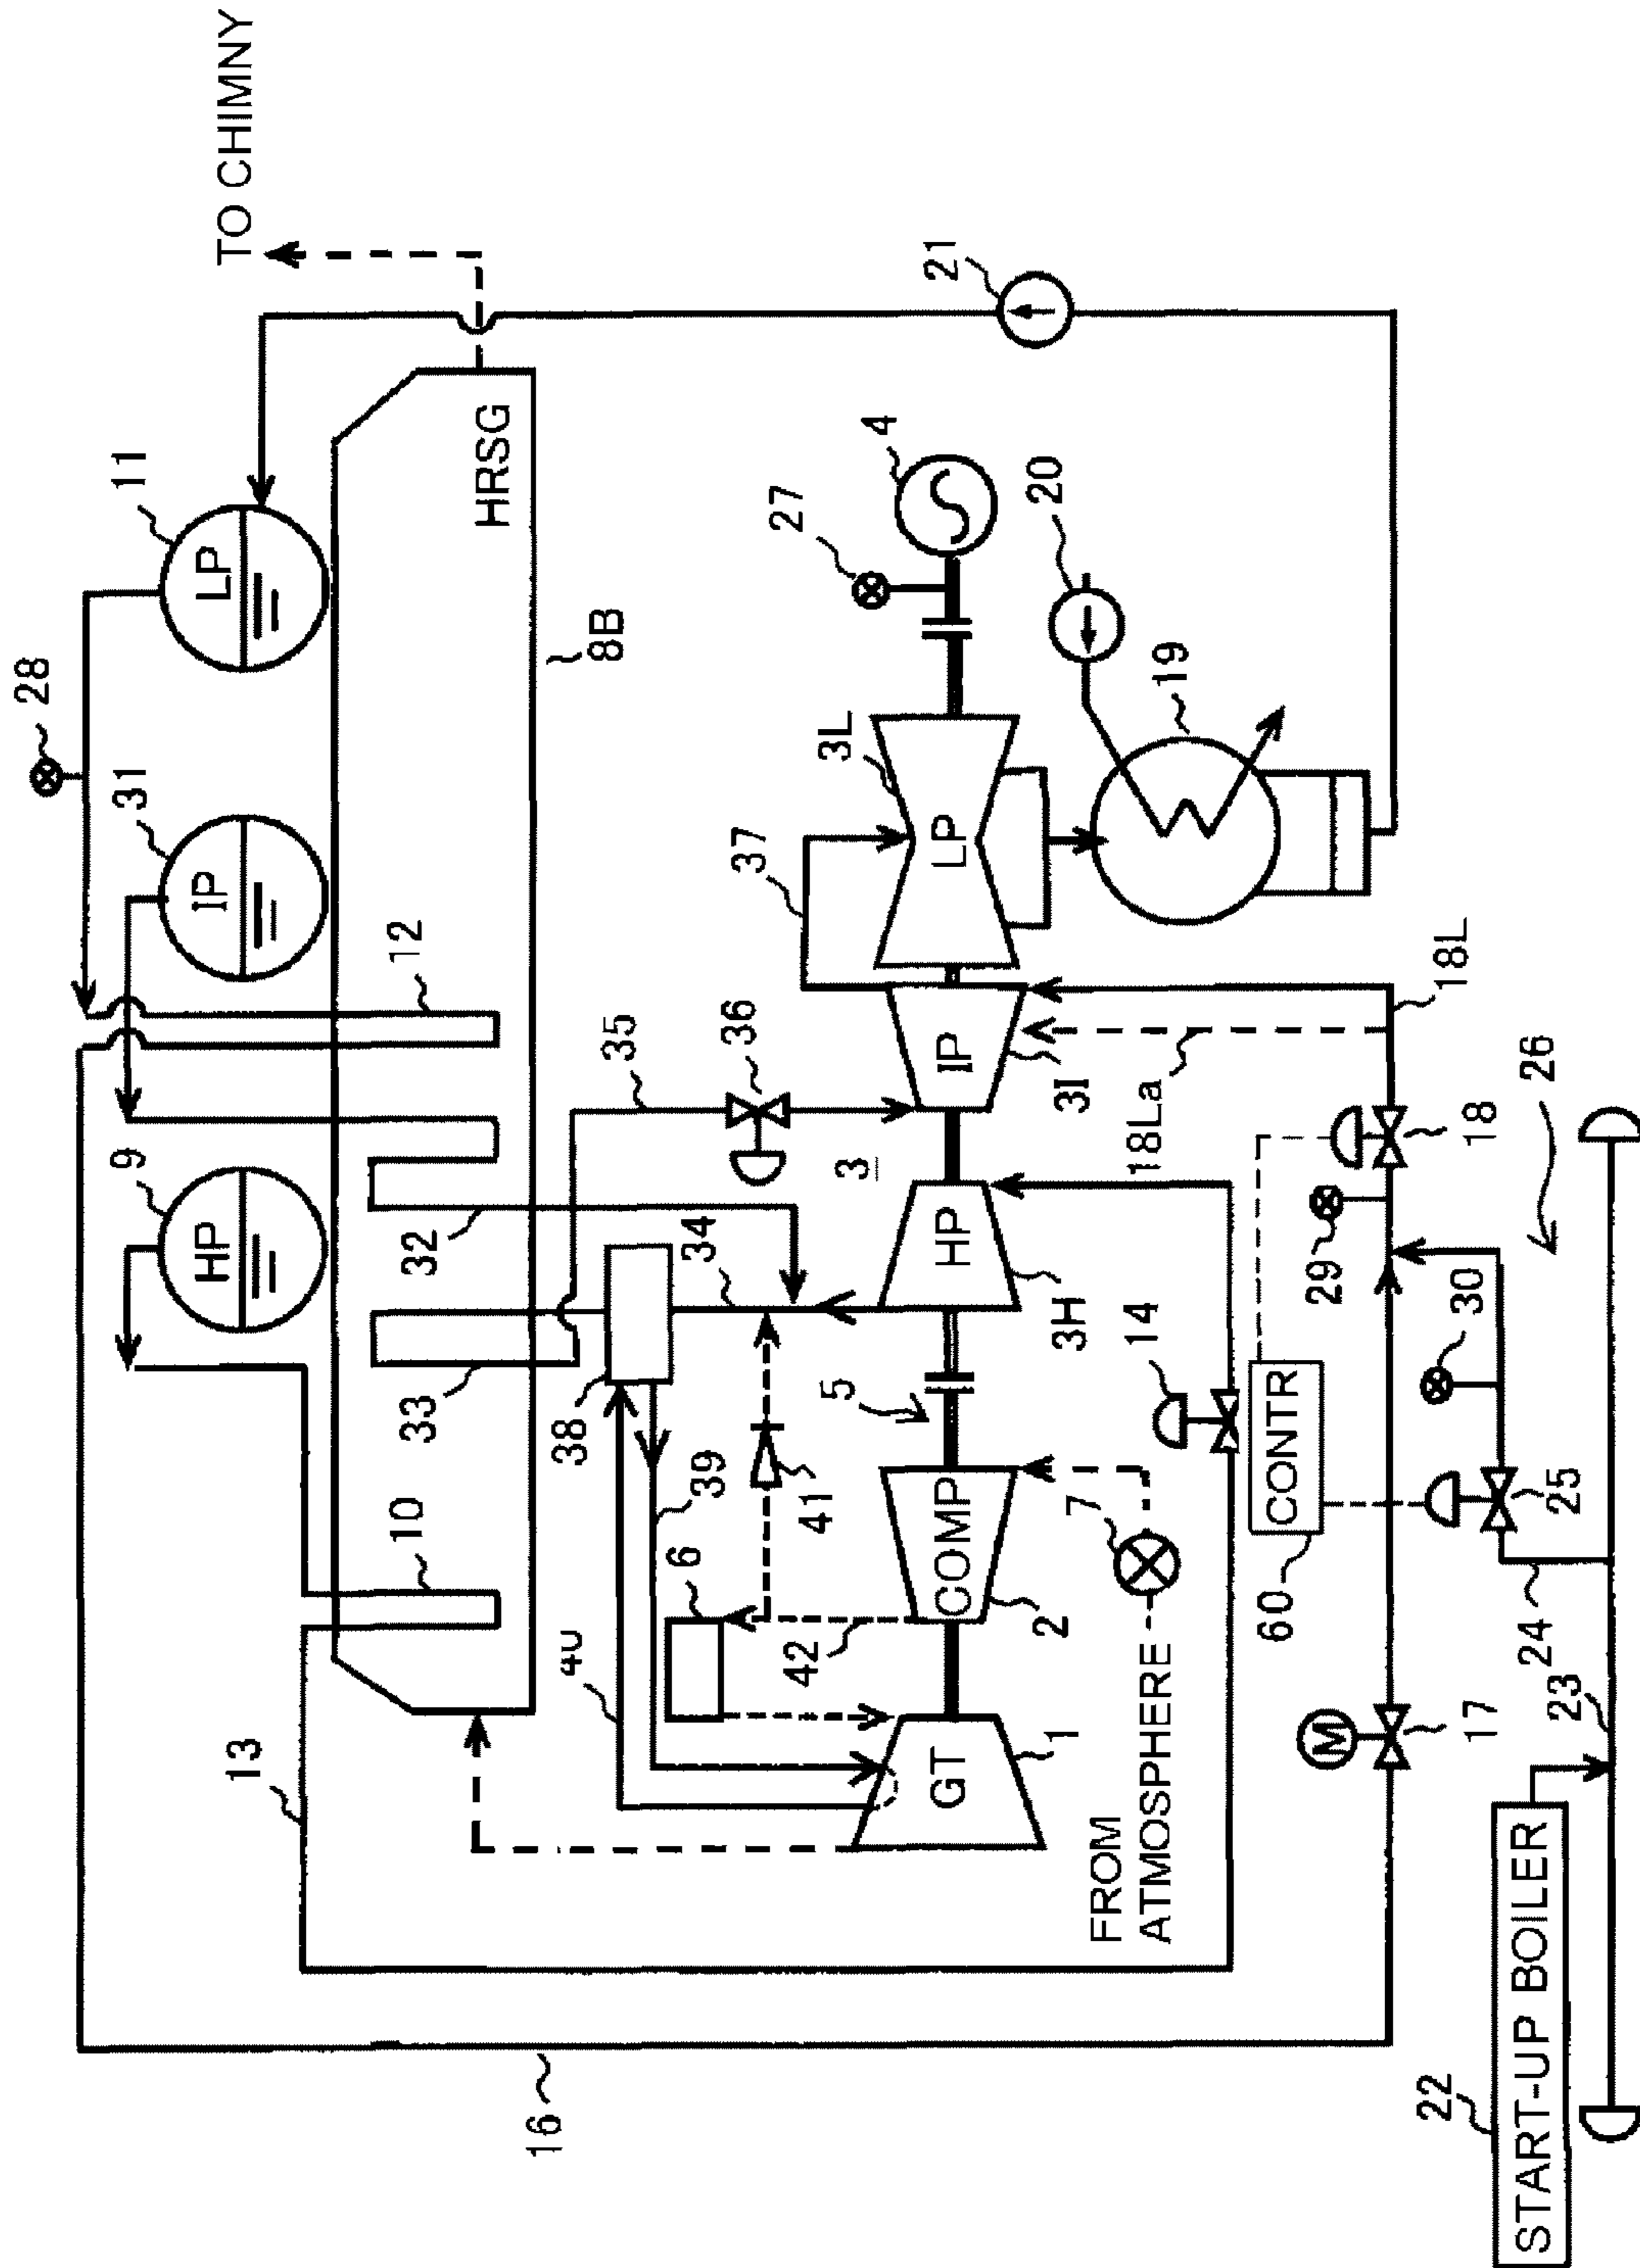 TO CHIMNY
28
31
11
9
12
LP
IP
HP
HRSG
8B
10
13
33
32
35
36
34
38
39
40
6
41
42
37
3L
27
4
20
21
19
LP
IP
3I
3
HP
3H
5
COMP
2
GT
1
7
FROM
ATMOSPHERE
14
18La
18L
18
29
30
26
CONTR
60
25
24
23
17
M
16
22
START-UP BOILER